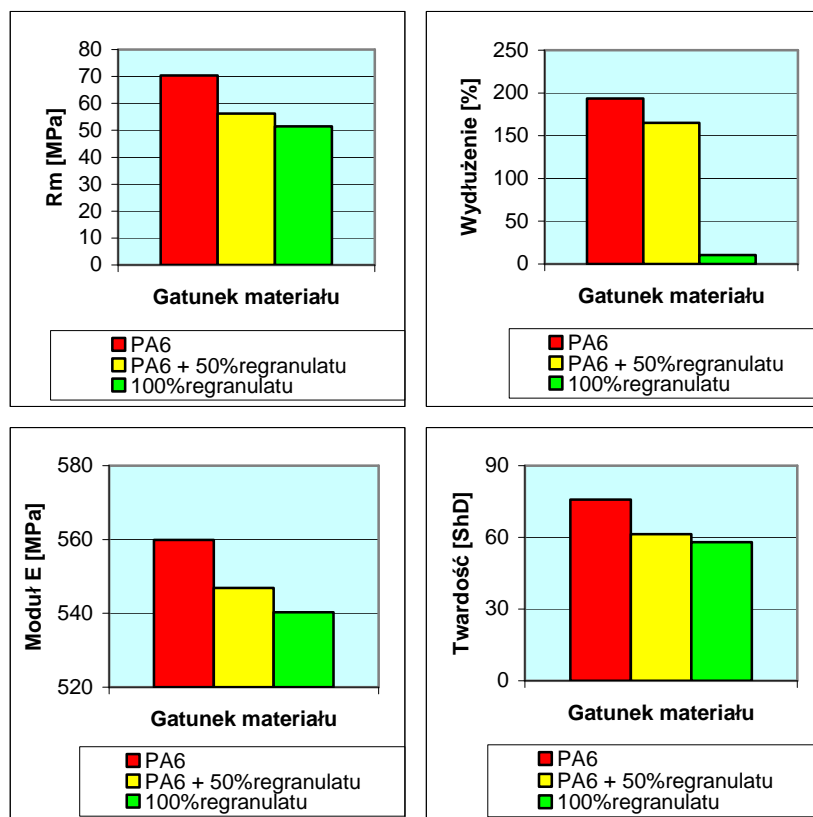 Rm [MPa]
80
70
60
50
40
30
20
10
0
Gatunek materiału
PA6
PA6 + 50%regranulatu
100%regranulatu
Wydłużenie [%]
250
200
150
100
50
0
Gatunek materiału
PA6
PA6 + 50%regranulatu
100%regranulatu
Moduł E [MPa]
580
560
540
520
Gatunek materiału
PA6
PA6 + 50%regranulatu
100%regranulatu
Twardość [ShD]
90
60
30
0
Gatunek materiału
PA6
PA6 + 50%regranulatu
100%regranulatu